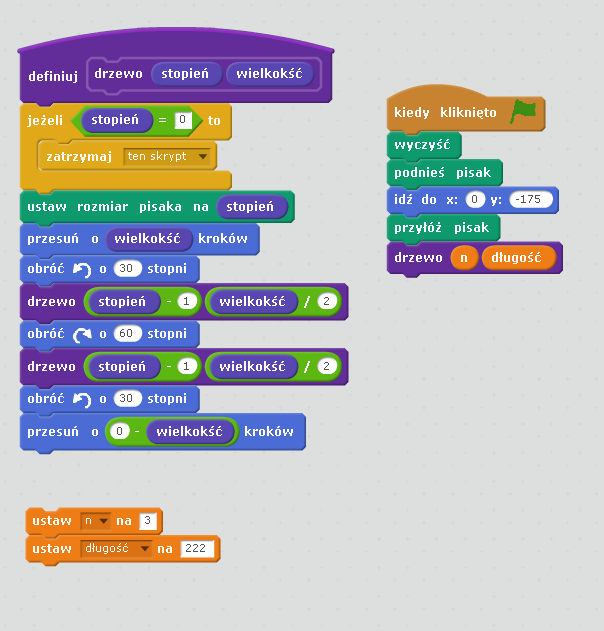 definiuj drzewo stopień wielkokść
jeżeli stopień = 0 to
zatrzymaj ten skrypt
ustaw rozmiar pisaka na stopień
przesuń o wielkokść kroków
obróć o 30 stopni
drzewo stopień - 1 wielkokść / 2
obróć o 60 stopni
drzewo stopień - 1 wielkokść / 2
obróć o 30 stopni
przesuń o 0 - wielkokść kroków
ustaw n na 3
ustaw długość na 222
kiedy kliknięto
wyczyść
podnieś pisak
idź do x: 0 y: -175
przyłóż pisak
drzewo n długość